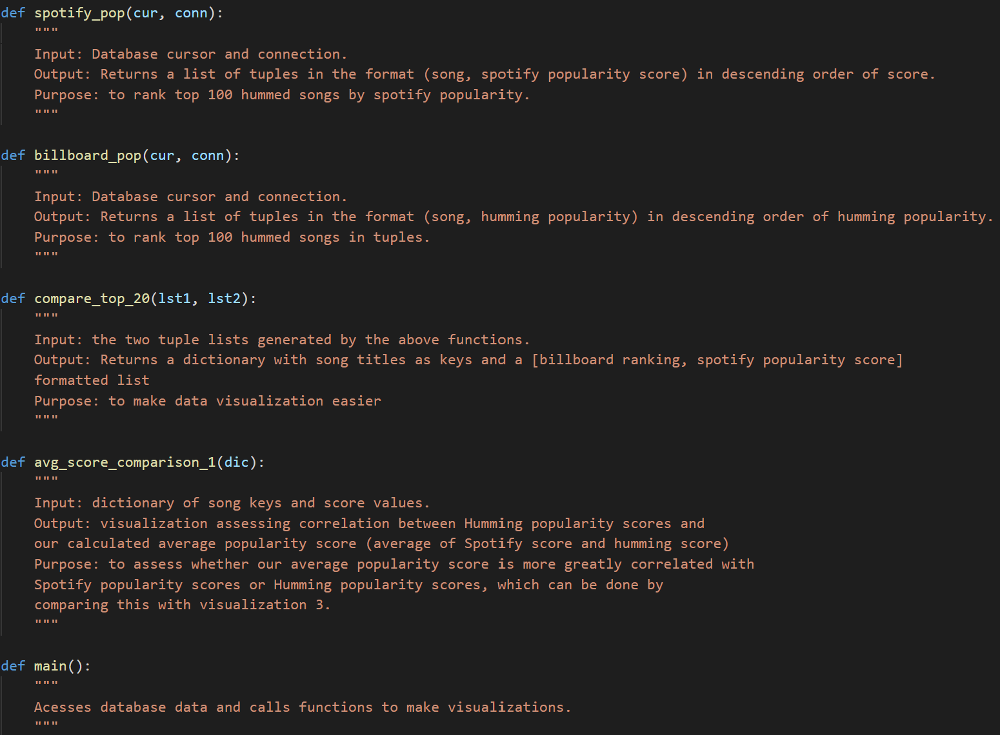 def spotify_pop(cur, conn):
"""
Input: Database cursor and connection.
Output: Returns a list of tuples in the format (song, spotify popularity score) in descending order of score.
Purpose: to rank top 100 hummed songs by spotify popularity.
"""
def billboard_pop(cur, conn):
"""
Input: Database cursor and connection.
Output: Returns a list of tuples in the format (song, humming popularity) in descending order of humming popularity.
Purpose: to rank top 100 hummed songs in tuples.
"""
def compare_top_20(lst1, lst2):
"""
Input: the two tuple lists generated by the above functions.
Output: Returns a dictionary with song titles as keys and a [billboard ranking, spotify popularity score]
formatted list
Purpose: to make data visualization easier
"""
def avg_score_comparison_1(dic):
"""
Input: dictionary of song keys and score values.
Output: visualization assessing correlation between Humming popularity scores and
our calculated average popularity score (average of Spotify score and humming score)
Purpose: to assess whether our average popularity score is more greatly correlated with
Spotify popularity scores or Humming popularity scores, which can be done by
comparing this with visualization 3.
"""
def main():
"""
Acesses database data and calls functions to make visualizations.
"""